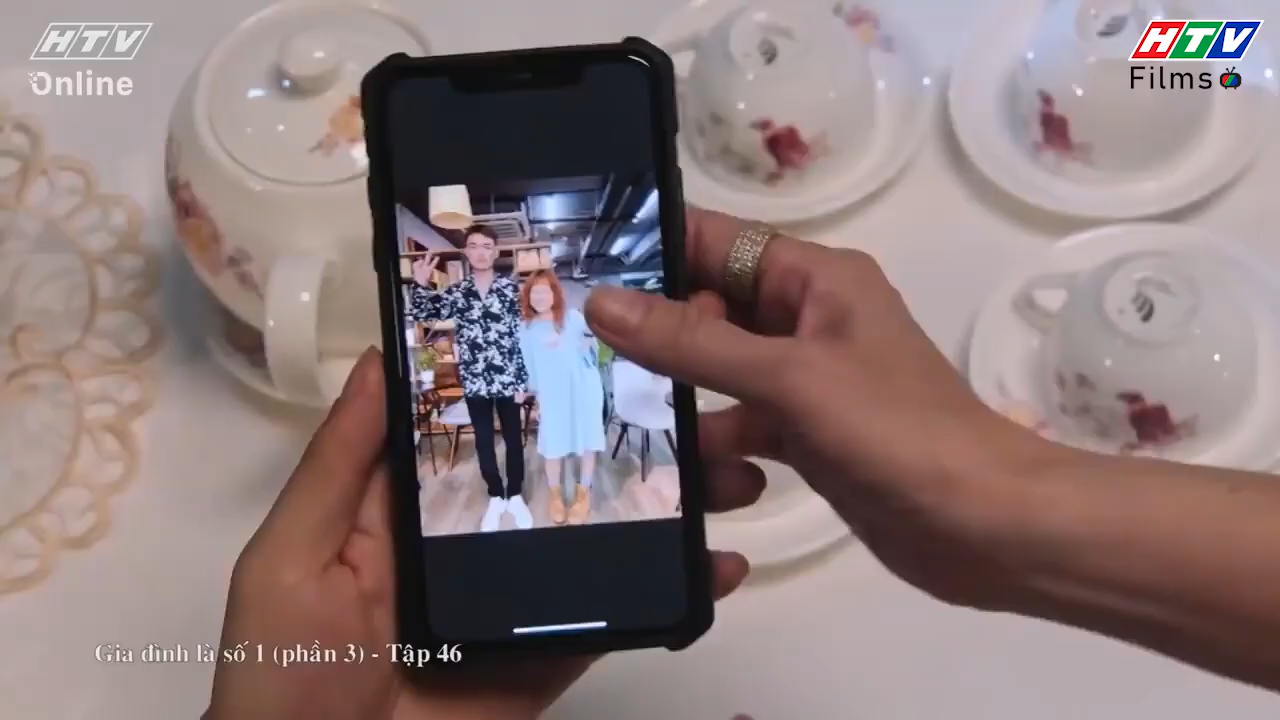 HTV
Online
HTV
Films
Gia đình là số 1 (phần 3) - Tập 46